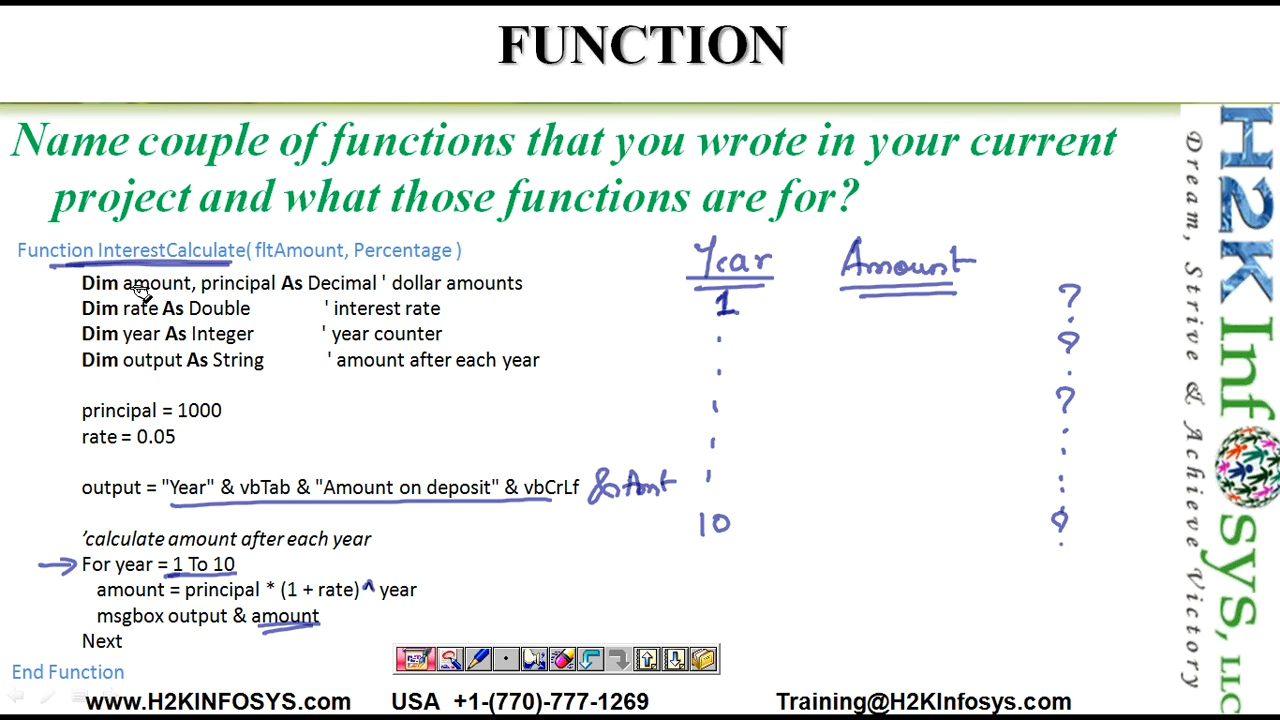 FUNCTION
Name couple of functions that you wrote in your current
project and what those functions are for?
Function InterestCalculate( fltAmount, Percentage )
Dim amount, principal As Decimal ' dollar amounts
Dim rate As Double ' interest rate
Dim year As Integer ' year counter
Dim output As String ' amount after each year
principal = 1000
rate = 0.05
output = "Year" & vbTab & "Amount on deposit" & vbCrLf
'calculate amount after each year
For year = 1 To 10
amount = principal * (1 + rate)^ year
msgbox output & amount
Next
End Function
Year Amount
1 ?
?
?
10 ?
www.H2KINFOSYS.com USA +1-(770)-777-1269 Training@H2KInfosys.com
H2KInfosys, LLC
Dream, Strive & Achieve Victory